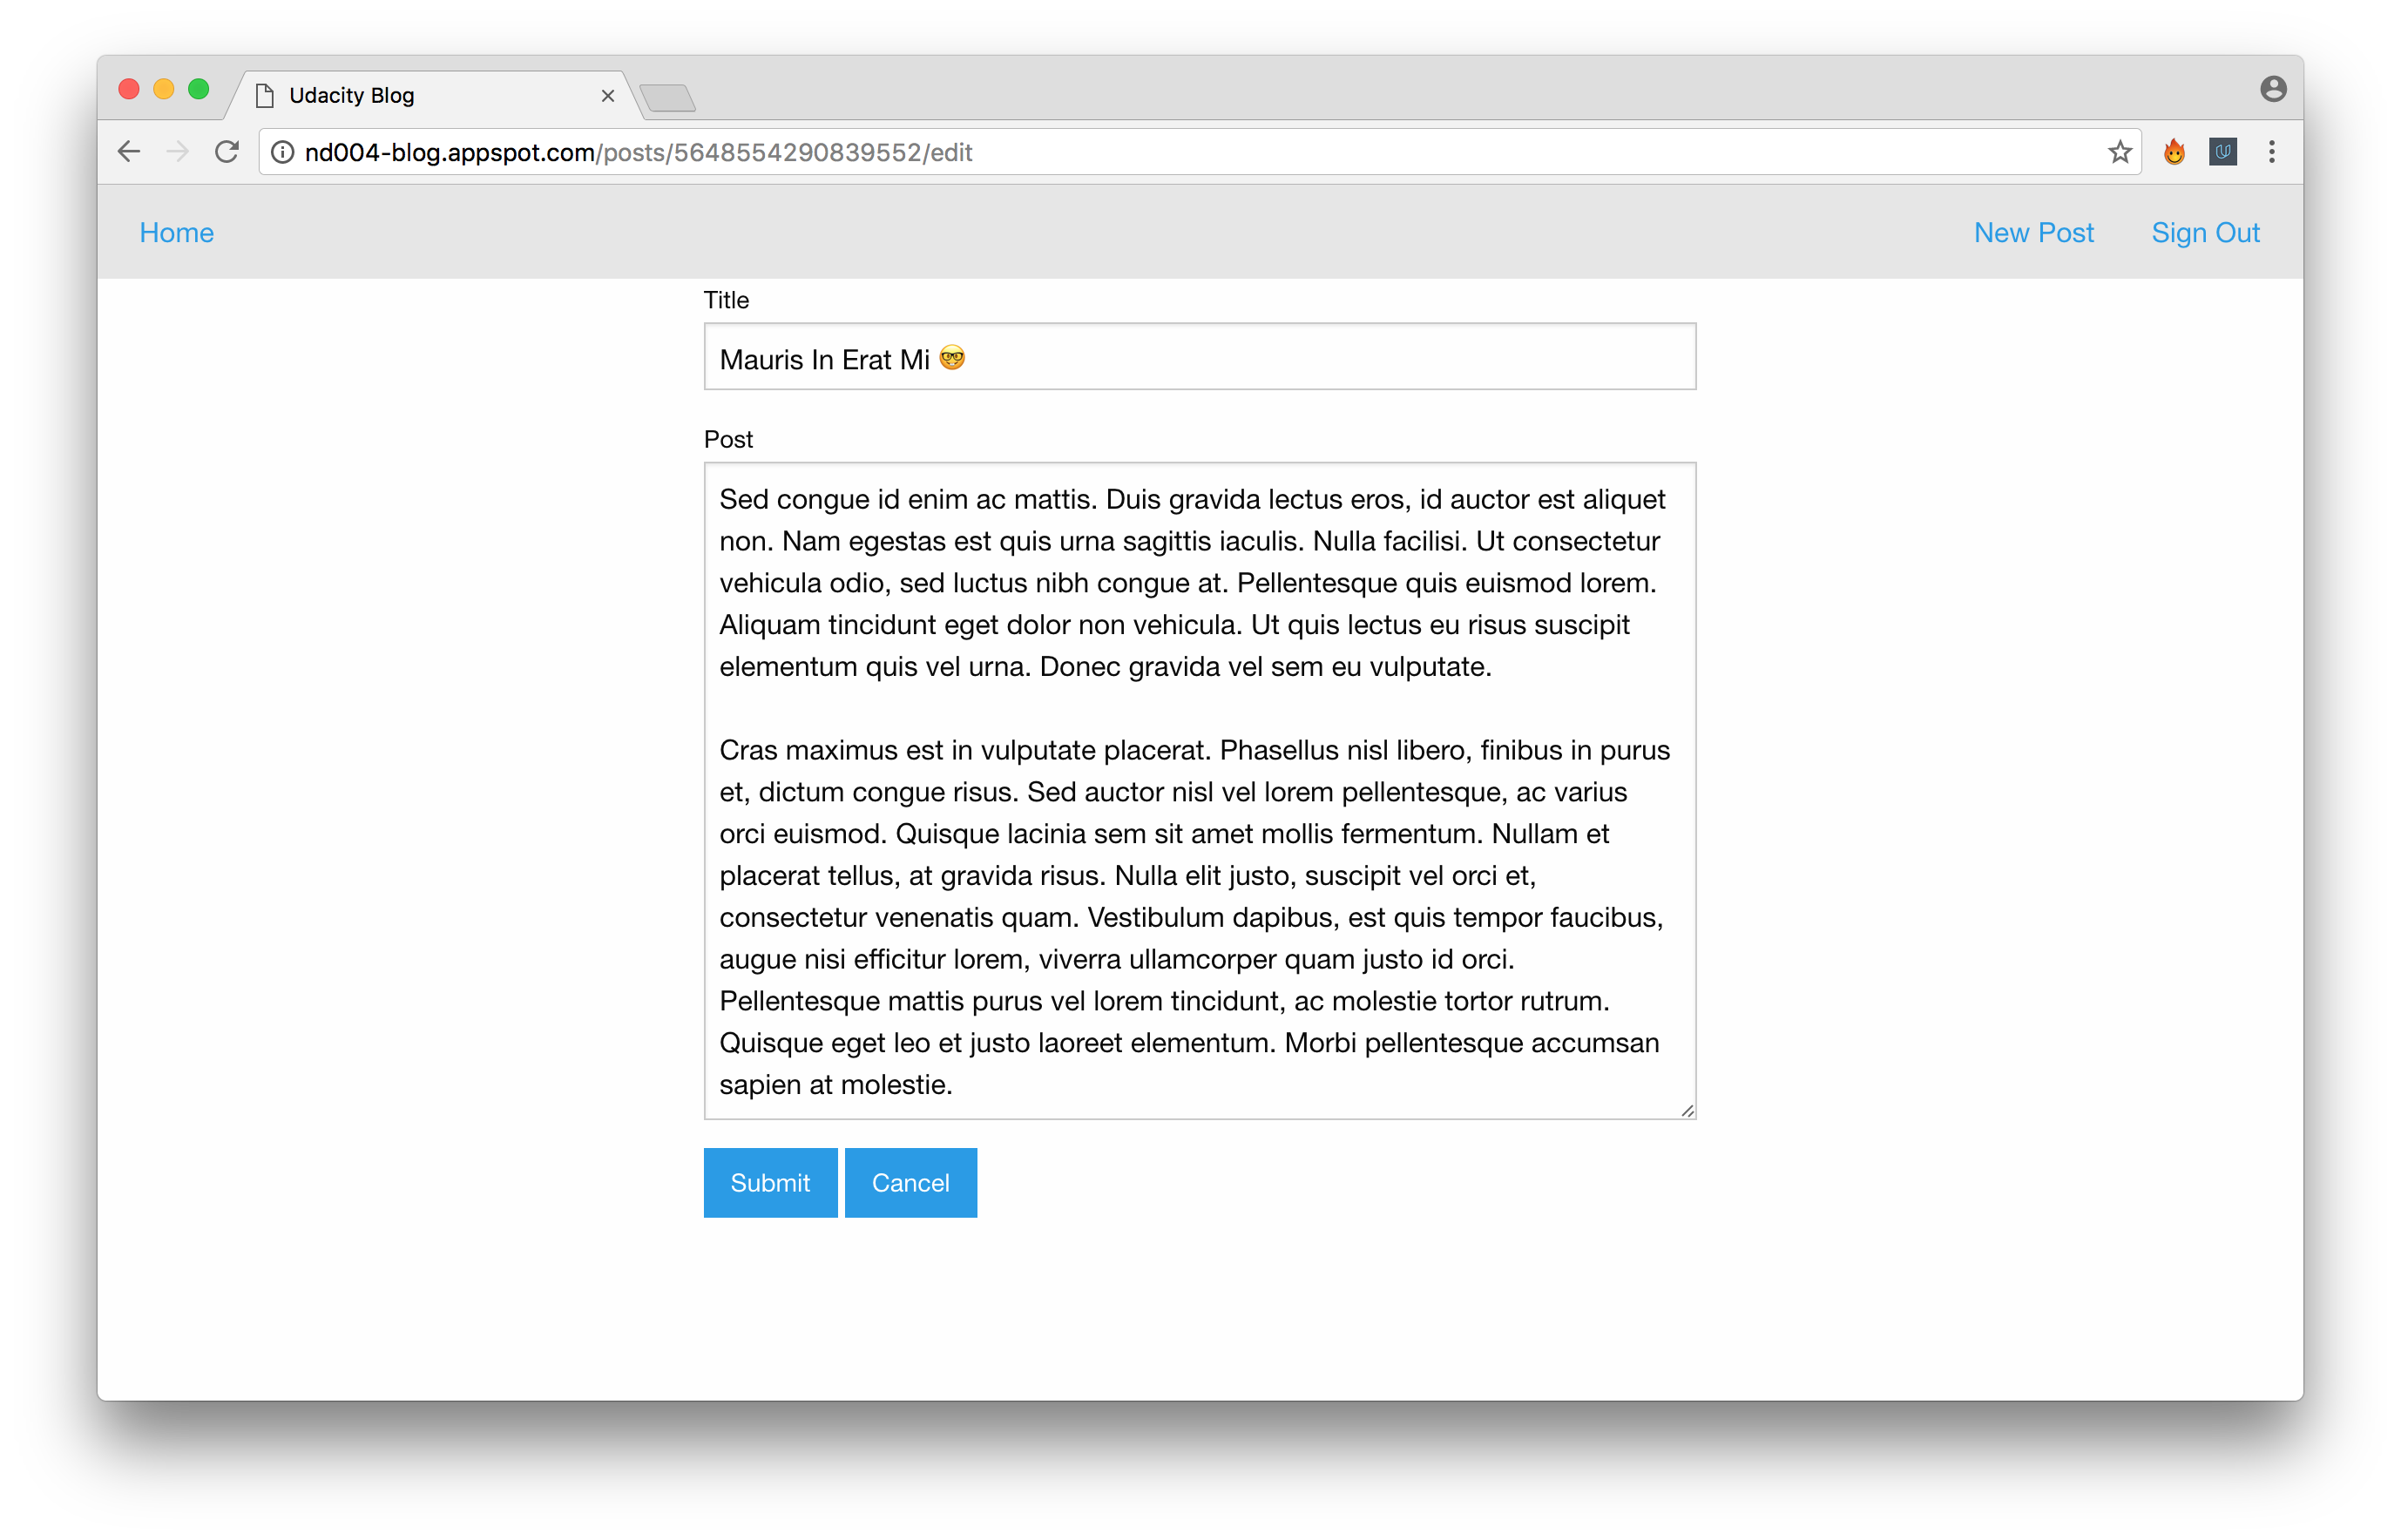 Udacity Blog
nd004-blog.appspot.com/posts/5648554290839552/edit
Home New Post Sign Out
Title
Mauris In Erat Mi 🤓
Post
Sed congue id enim ac mattis. Duis gravida lectus eros, id auctor est aliquet
non. Nam egestas est quis urna sagittis iaculis. Nulla facilisi. Ut consectetur
vehicula odio, sed luctus nibh congue at. Pellentesque quis euismod lorem.
Aliquam tincidunt eget dolor non vehicula. Ut quis lectus eu risus suscipit
elementum quis vel urna. Donec gravida vel sem eu vulputate.
Cras maximus est in vulputate placerat. Phasellus nisl libero, finibus in purus
et, dictum congue risus. Sed auctor nisl vel lorem pellentesque, ac varius
orci euismod. Quisque lacinia sem sit amet mollis fermentum. Nullam et
placerat tellus, at gravida risus. Nulla elit justo, suscipit vel orci et,
consectetur venenatis quam. Vestibulum dapibus, est quis tempor faucibus,
augue nisi efficitur lorem, viverra ullamcorper quam justo id orci.
Pellentesque mattis purus vel lorem tincidunt, ac molestie tortor rutrum.
Quisque eget leo et justo laoreet elementum. Morbi pellentesque accumsan
sapien at molestie.
Submit Cancel